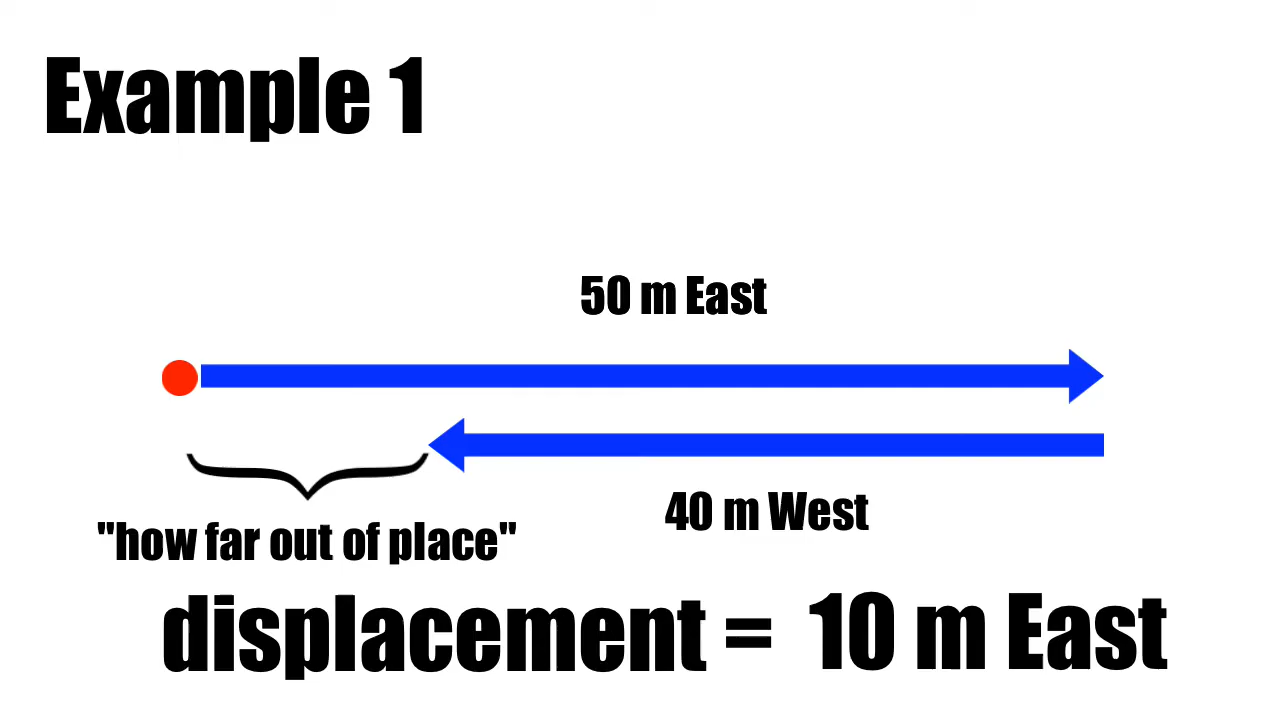 Example 1
50 m East
40 m West
"how far out of place"
displacement = 10 m East